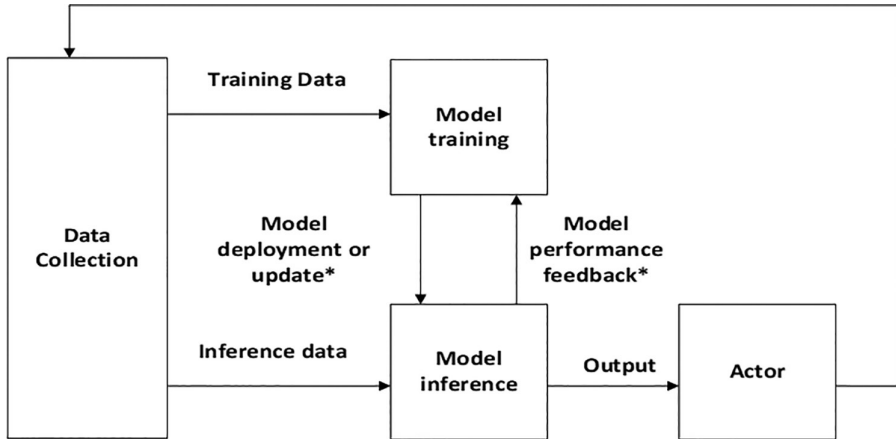 Training Data
Model
training
Data
Collection
Model
deployment or
update*
Model
performance
feedback*
Inference data
Model
inference
Output
Actor